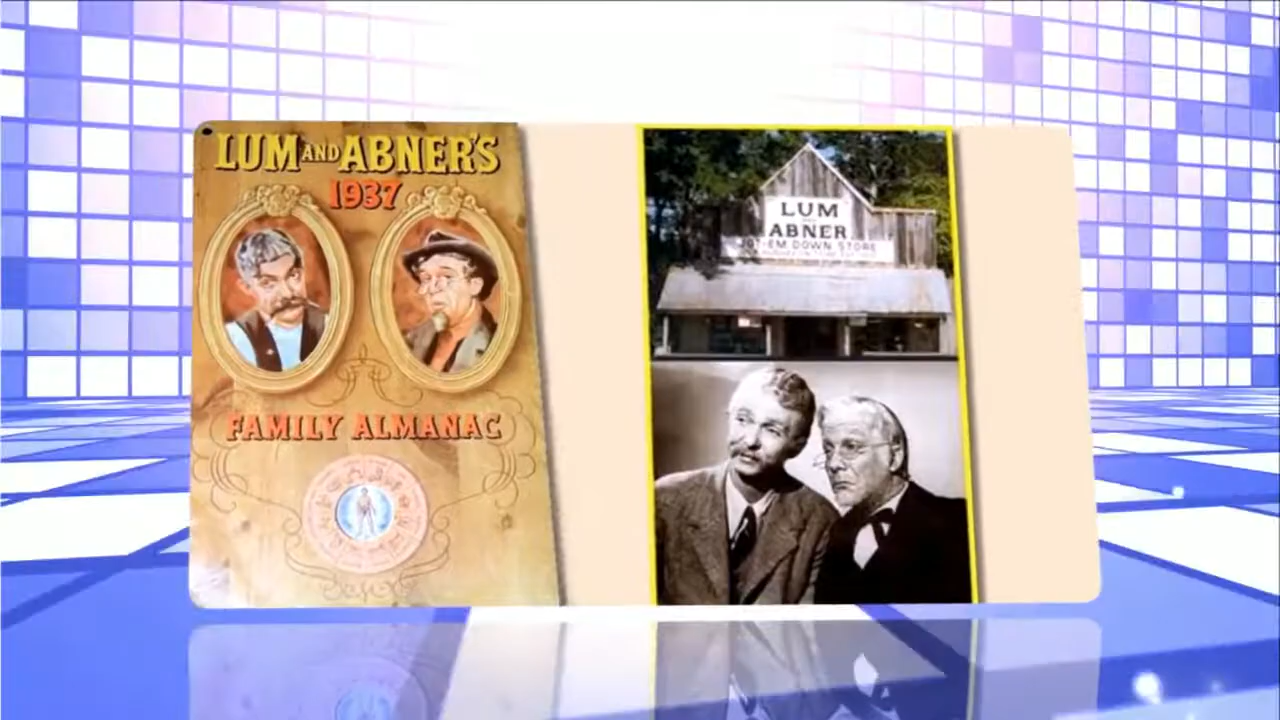 LUM AND ABNER'S
1937
FAMILY ALMANAC
LUM
AND
ABNER
JOT-EM DOWN STORE